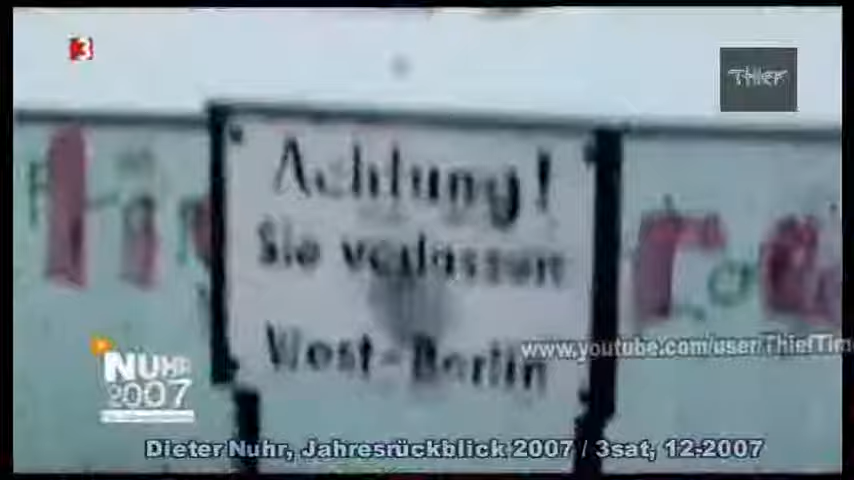 3
THIEF
Achtung!
Sie verlassen
West-Berlin
www.youtube.com/user/ThiefTim
NUHR
2007
Dieter Nuhr, Jahresrückblick 2007 / 3sat, 12-2007